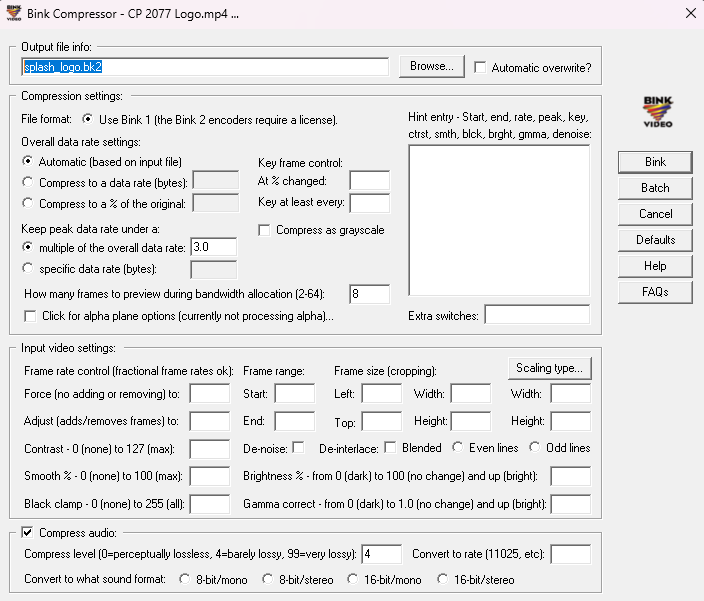 Bink Compressor - CP 2077 Logo.mp4 ...
Output file info:
splash_logo.bk2
Browse...
Automatic overwrite?
Compression settings:
File format: Use Bink 1 (the Bink 2 encoders require a license).
Overall data rate settings:
Automatic (based on input file)
Compress to a data rate (bytes):
Compress to a % of the original:
Key frame control:
At % changed:
Key at least every:
Keep peak data rate under a:
multiple of the overall data rate: 3.0
specific data rate (bytes):
Compress as grayscale
How many frames to preview during bandwidth allocation (2-64): 8
Click for alpha plane options (currently not processing alpha)...
Hint entry - Start, end, rate, peak, key,
ctrst, smth, blck, brght, gmma, denoise:
Extra switches:
BINK
VIDEO
Bink
Batch
Cancel
Defaults
Help
FAQs
Input video settings:
Frame rate control (fractional frame rates ok): Frame range: Frame size (cropping): Scaling type...
Force (no adding or removing) to: Start: Left: Width: Width:
Adjust (adds/removes frames) to: End: Top: Height: Height:
Contrast - 0 (none) to 127 (max): De-noise: De-interlace: Blended Even lines Odd lines
Smooth % - 0 (none) to 100 (max): Brightness % - from 0 (dark) to 100 (no change) and up (bright):
Black clamp - 0 (none) to 255 (all): Gamma correct - from 0 (dark) to 1.0 (no change) and up (bright):
Compress audio:
Compress level (0=perceptually lossless, 4=barely lossy, 99=very lossy): 4 Convert to rate (11025, etc):
Convert to what sound format: 8-bit/mono 8-bit/stereo 16-bit/mono 16-bit/stereo